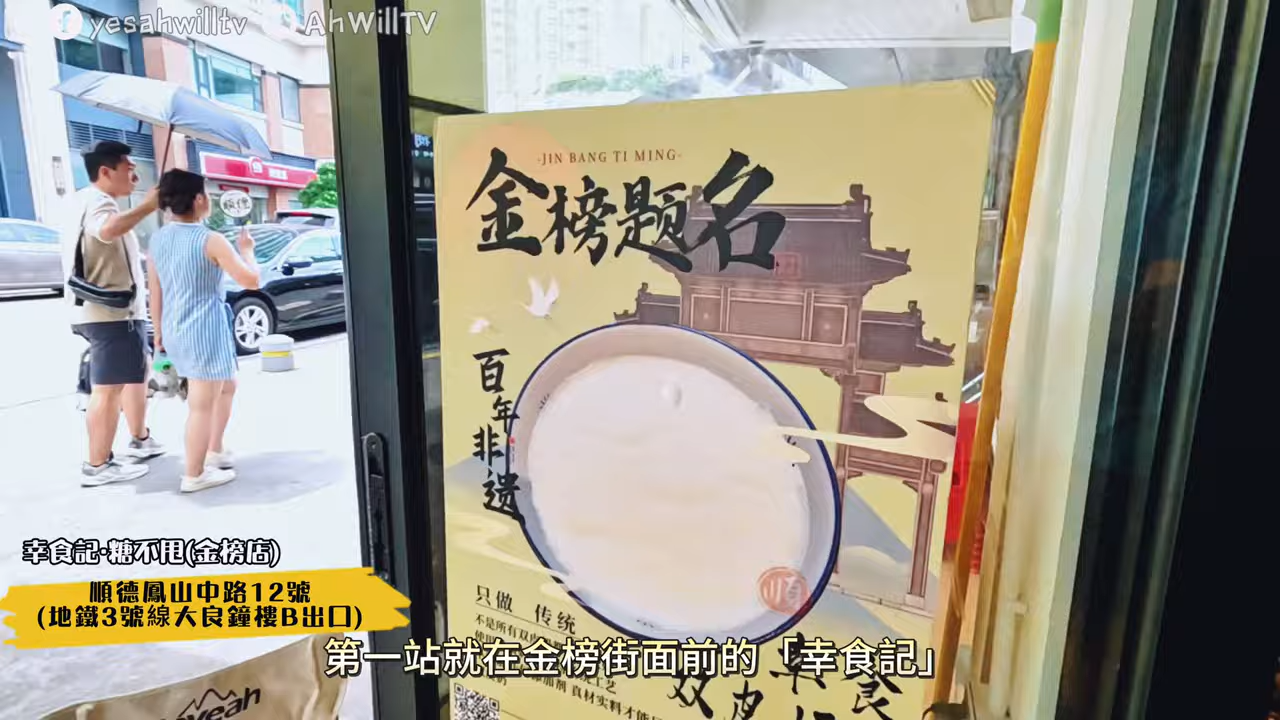 yesahwilltv
AhWillTV
-JIN BANG TI MING-
金榜题名
百年非遗
顺
顺德
只做 传统
幸食記·糖不甩(金榜店)
順德鳳山中路12號
(地鐵3號線大良鐘樓B出口)
第一站就在金榜街面前的「幸食記」
双皮